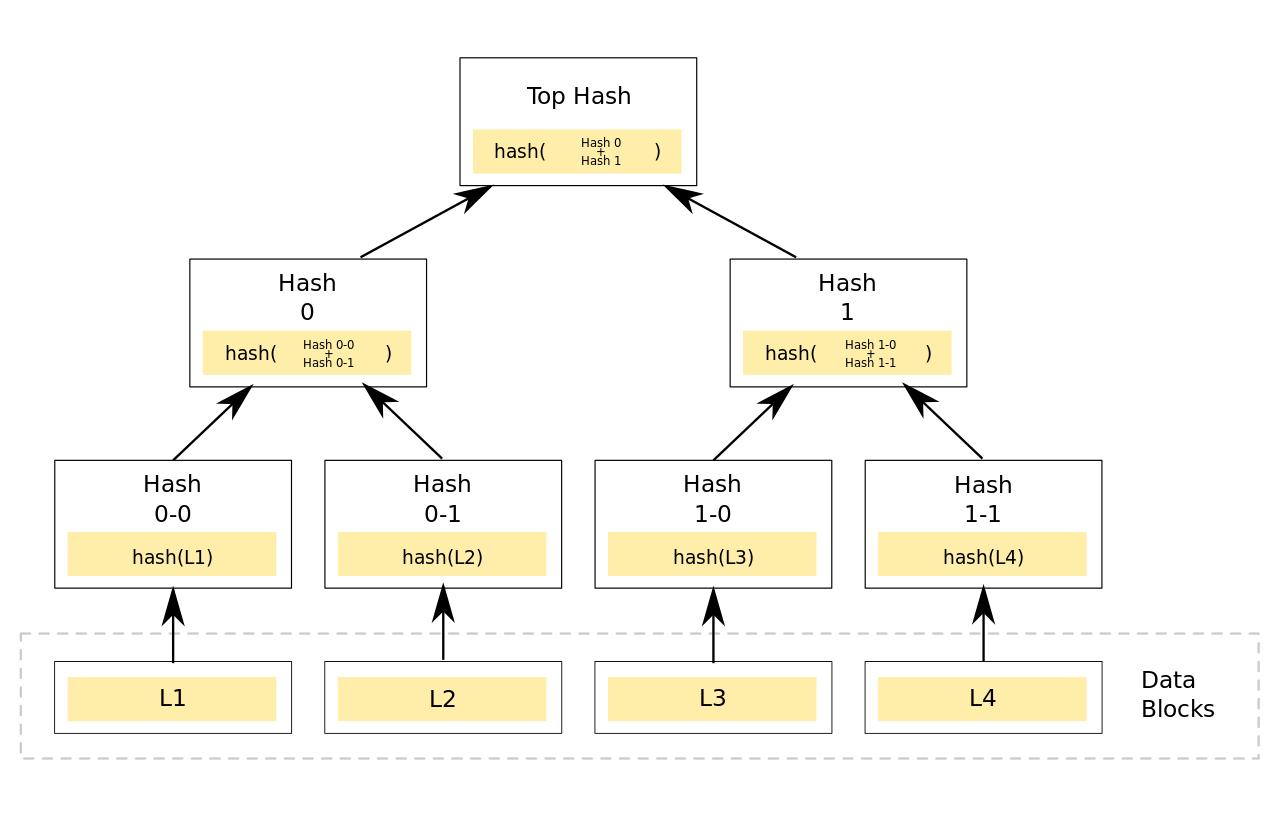 Top Hash
hash( Hash 0 + Hash 1 )
Hash
0
hash( Hash 0-0 + Hash 0-1 )
Hash
1
hash( Hash 1-0 + Hash 1-1 )
Hash
0-0
hash(L1)
Hash
0-1
hash(L2)
Hash
1-0
hash(L3)
Hash
1-1
hash(L4)
L1
L2
L3
L4
Data
Blocks